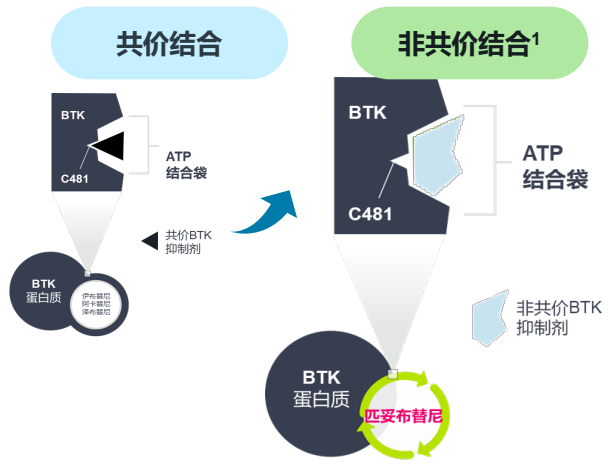 共价结合
BTK
C481
ATP
结合袋
共价BTK
抑制剂
BTK
蛋白质
伊布替尼
阿卡替尼
泽布替尼
非共价结合1
BTK
C481
ATP
结合袋
非共价BTK
抑制剂
BTK
蛋白质
匹妥布替尼